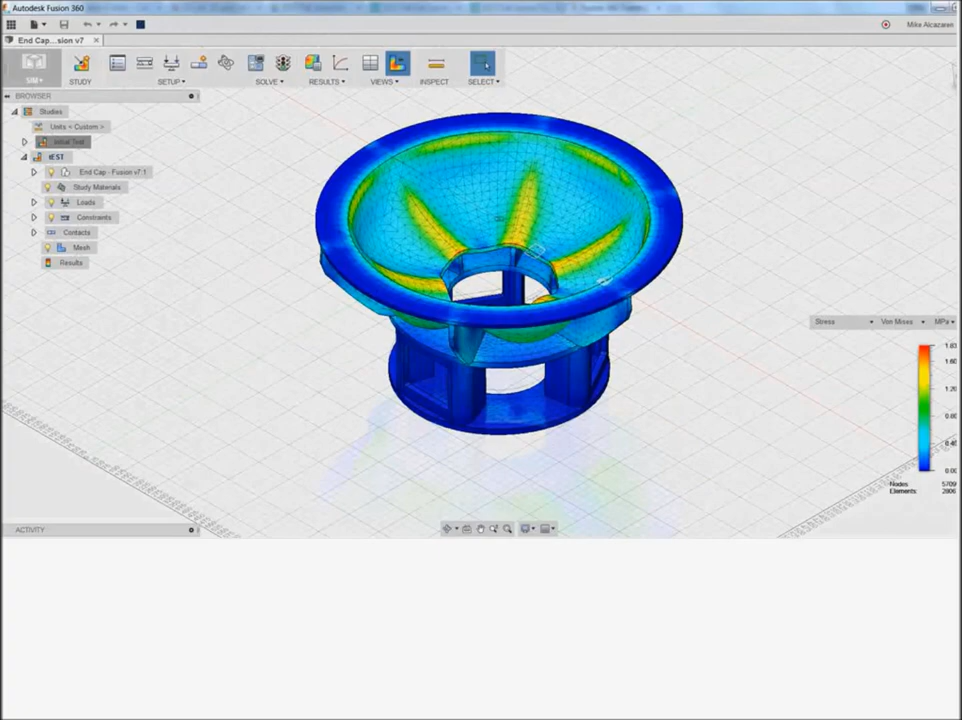 Autodesk Fusion 360
Mike Alcazaren
End Cap...sion v7
SIM
STUDY
SETUP
SOLVE
RESULTS
VIEWS
INSPECT
SELECT
BROWSER
Studies
Units < Custom >
Initial Test
tEST
End Cap - Fusion v7:1
Study Materials
Loads
Constraints
Contacts
Mesh
Results
Stress
Von Mises
MPa
Nodes 5709
Elements 2806
ACTIVITY